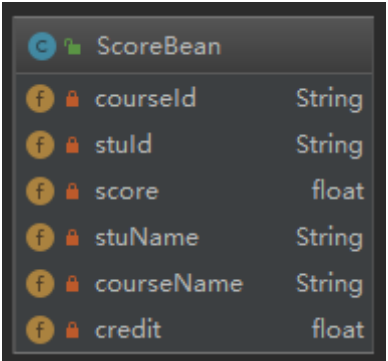 ScoreBean
courseId String
stuId String
score float
stuName String
courseName String
credit float